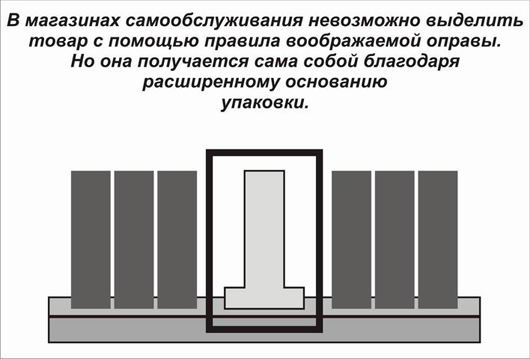 В магазинах самообслуживания невозможно выделить
товар с помощью правила воображаемой оправы.
Но она получается сама собой благодаря
расширенному основанию
упаковки.